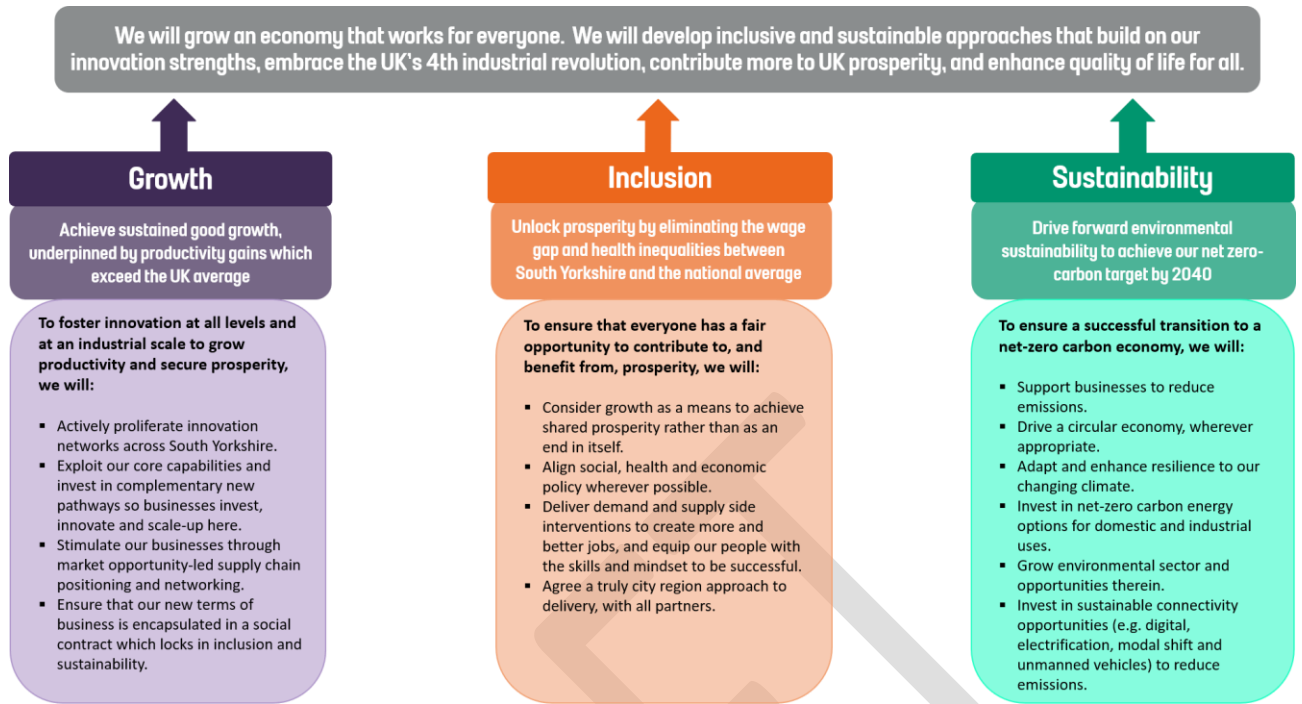 We will grow an economy that works for everyone.  We will develop inclusive and sustainable approaches that build on our
innovation strengths, embrace the UK's 4th industrial revolution, contribute more to UK prosperity, and enhance quality of life for all.
Growth
Achieve sustained good growth,
underpinned by productivity gains which
exceed the UK average
To foster innovation at all levels and
at an industrial scale to grow
productivity and secure prosperity,
we will:
▪ Actively proliferate innovation
networks across South Yorkshire.
▪ Exploit our core capabilities and
invest in complementary new
pathways so businesses invest,
innovate and scale-up here.
▪ Stimulate our businesses through
market opportunity-led supply chain
positioning and networking.
▪ Ensure that our new terms of
business is encapsulated in a social
contract which locks in inclusion and
sustainability.
Inclusion
Unlock prosperity by eliminating the wage
gap and health inequalities between
South Yorkshire and the national average
To ensure that everyone has a fair
opportunity to contribute to, and
benefit from, prosperity, we will:
▪ Consider growth as a means to achieve
shared prosperity rather than as an
end in itself.
▪ Align social, health and economic
policy wherever possible.
▪ Deliver demand and supply side
interventions to create more and
better jobs, and equip our people with
the skills and mindset to be successful.
▪ Agree a truly city region approach to
delivery, with all partners.
Sustainability
Drive forward environmental
sustainability to achieve our net zero-
carbon target by 2040
To ensure a successful transition to a
net-zero carbon economy, we will:
▪ Support businesses to reduce
emissions.
▪ Drive a circular economy, wherever
appropriate.
▪ Adapt and enhance resilience to our
changing climate.
▪ Invest in net-zero carbon energy
options for domestic and industrial
uses.
▪ Grow environmental sector and
opportunities therein.
▪ Invest in sustainable connectivity
opportunities (e.g. digital,
electrification, modal shift and
unmanned vehicles) to reduce
emissions.